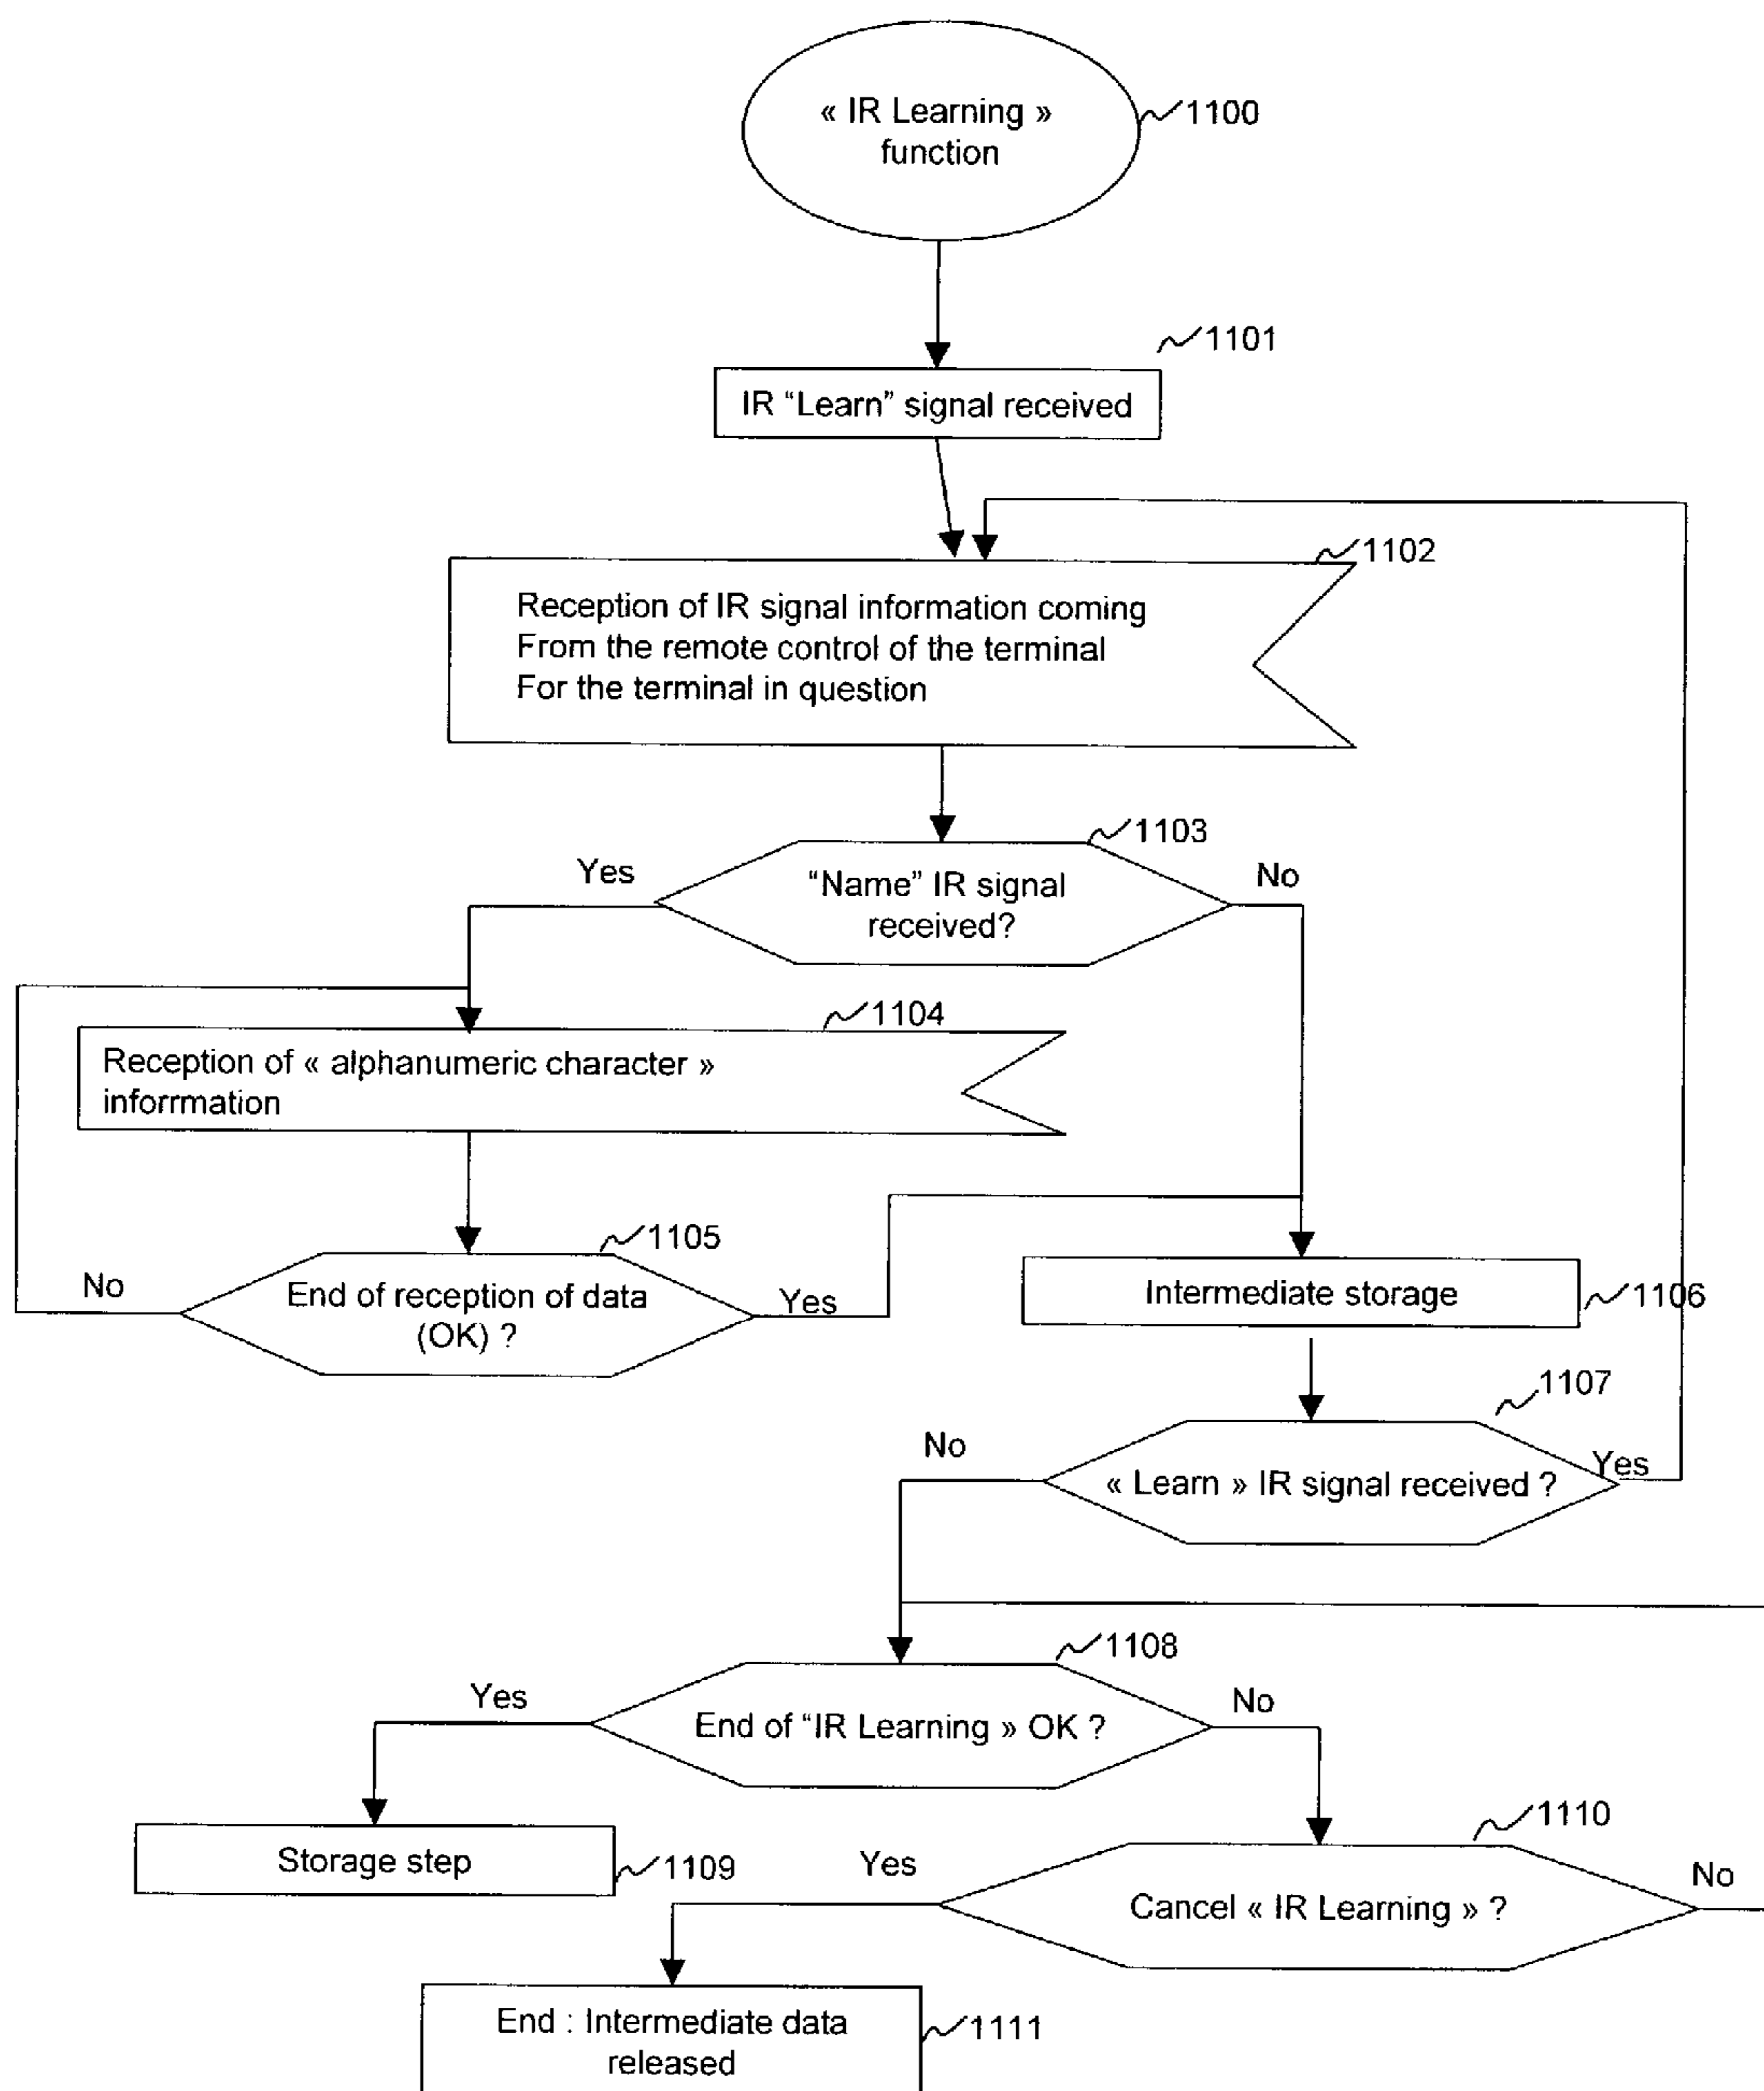 « IR Learning »
function
1100
1101
IR “Learn” signal received
1102
Reception of IR signal information coming
From the remote control of the terminal
For the terminal in question
1103
Yes
“Name” IR signal
received?
No
1104
Reception of « alphanumeric character »
inforrmation
1105
No
End of reception of data
(OK) ?
Yes
Intermediate storage
1106
1107
No
« Learn » IR signal received ?
Yes
1108
Yes
End of “IR Learning » OK ?
No
Storage step
1109
1110
Yes
Cancel « IR Learning » ?
No
End : Intermediate data
released
1111